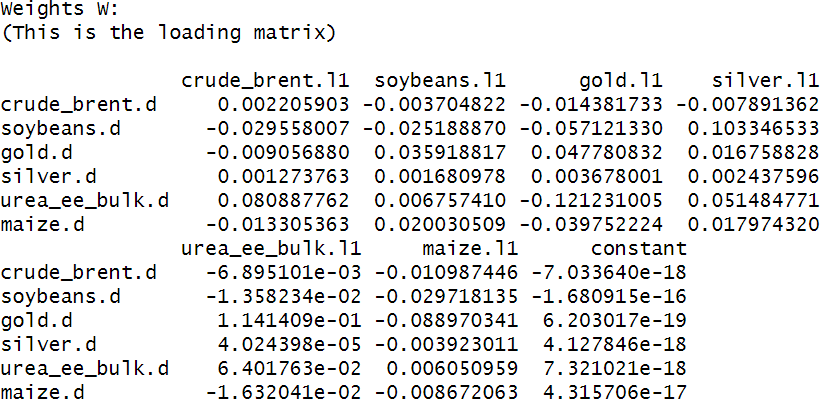 Weights W:
(This is the loading matrix)
crude_brent.l1 soybeans.l1 gold.l1 silver.l1
crude_brent.d 0.002205903 -0.003704822 -0.014381733 -0.007891362
soybeans.d -0.029558007 -0.025188870 -0.057121330 0.103346533
gold.d -0.009056880 0.035918817 0.047780832 0.016758828
silver.d 0.001273763 0.001680978 0.003678001 0.002437596
urea_ee_bulk.d 0.080887762 0.006757410 -0.121231005 0.051484771
maize.d -0.013305363 0.020030509 -0.039752224 0.017974320
urea_ee_bulk.l1 maize.l1 constant
crude_brent.d -6.895101e-03 -0.010987446 -7.033640e-18
soybeans.d -1.358234e-02 -0.029718135 -1.680915e-16
gold.d 1.141409e-01 -0.088970341 6.203017e-19
silver.d 4.024398e-05 -0.003923011 4.127846e-18
urea_ee_bulk.d 6.401763e-02 0.006050959 7.321021e-18
maize.d -1.632041e-02 -0.008672063 4.315706e-17